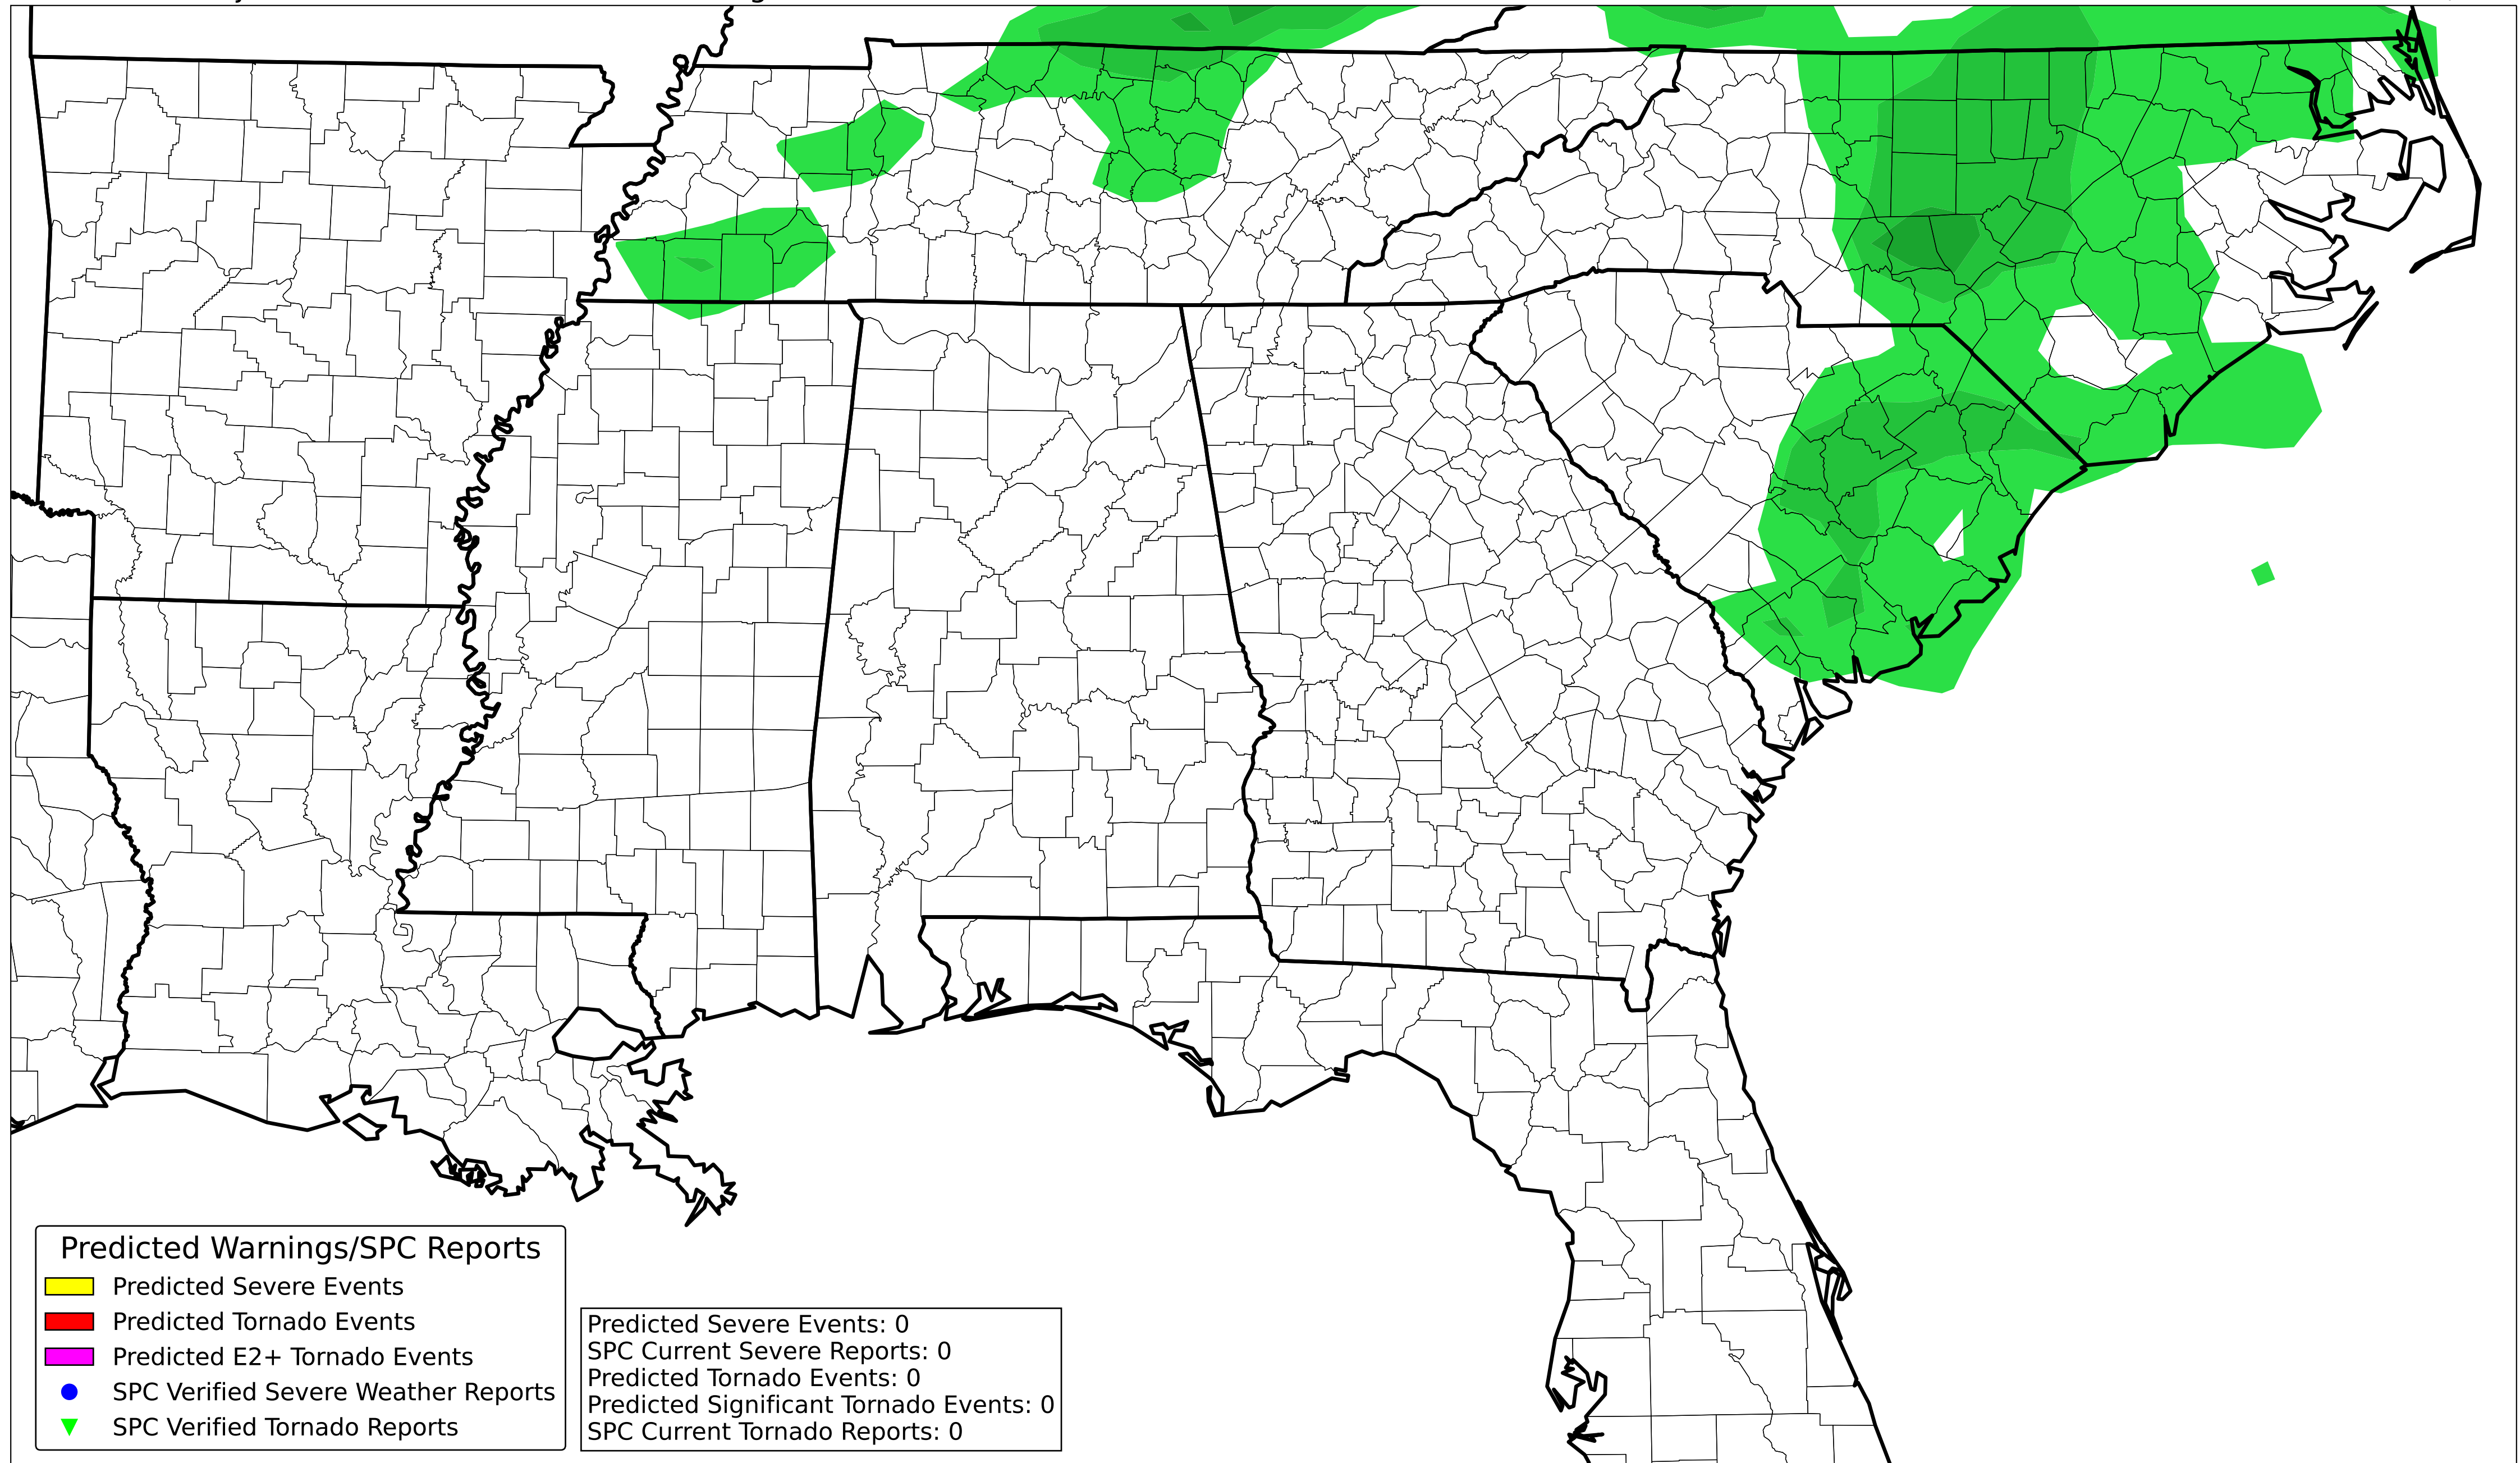 Predicted Warnings/SPC Reports
Predicted Severe Events
Predicted Tornado Events
Predicted E2+ Tornado Events
SPC Verified Severe Weather Reports
SPC Verified Tornado Reports
Predicted Severe Events: 0
SPC Current Severe Reports: 0
Predicted Tornado Events: 0
Predicted Significant Tornado Events: 0
SPC Current Tornado Reports: 0